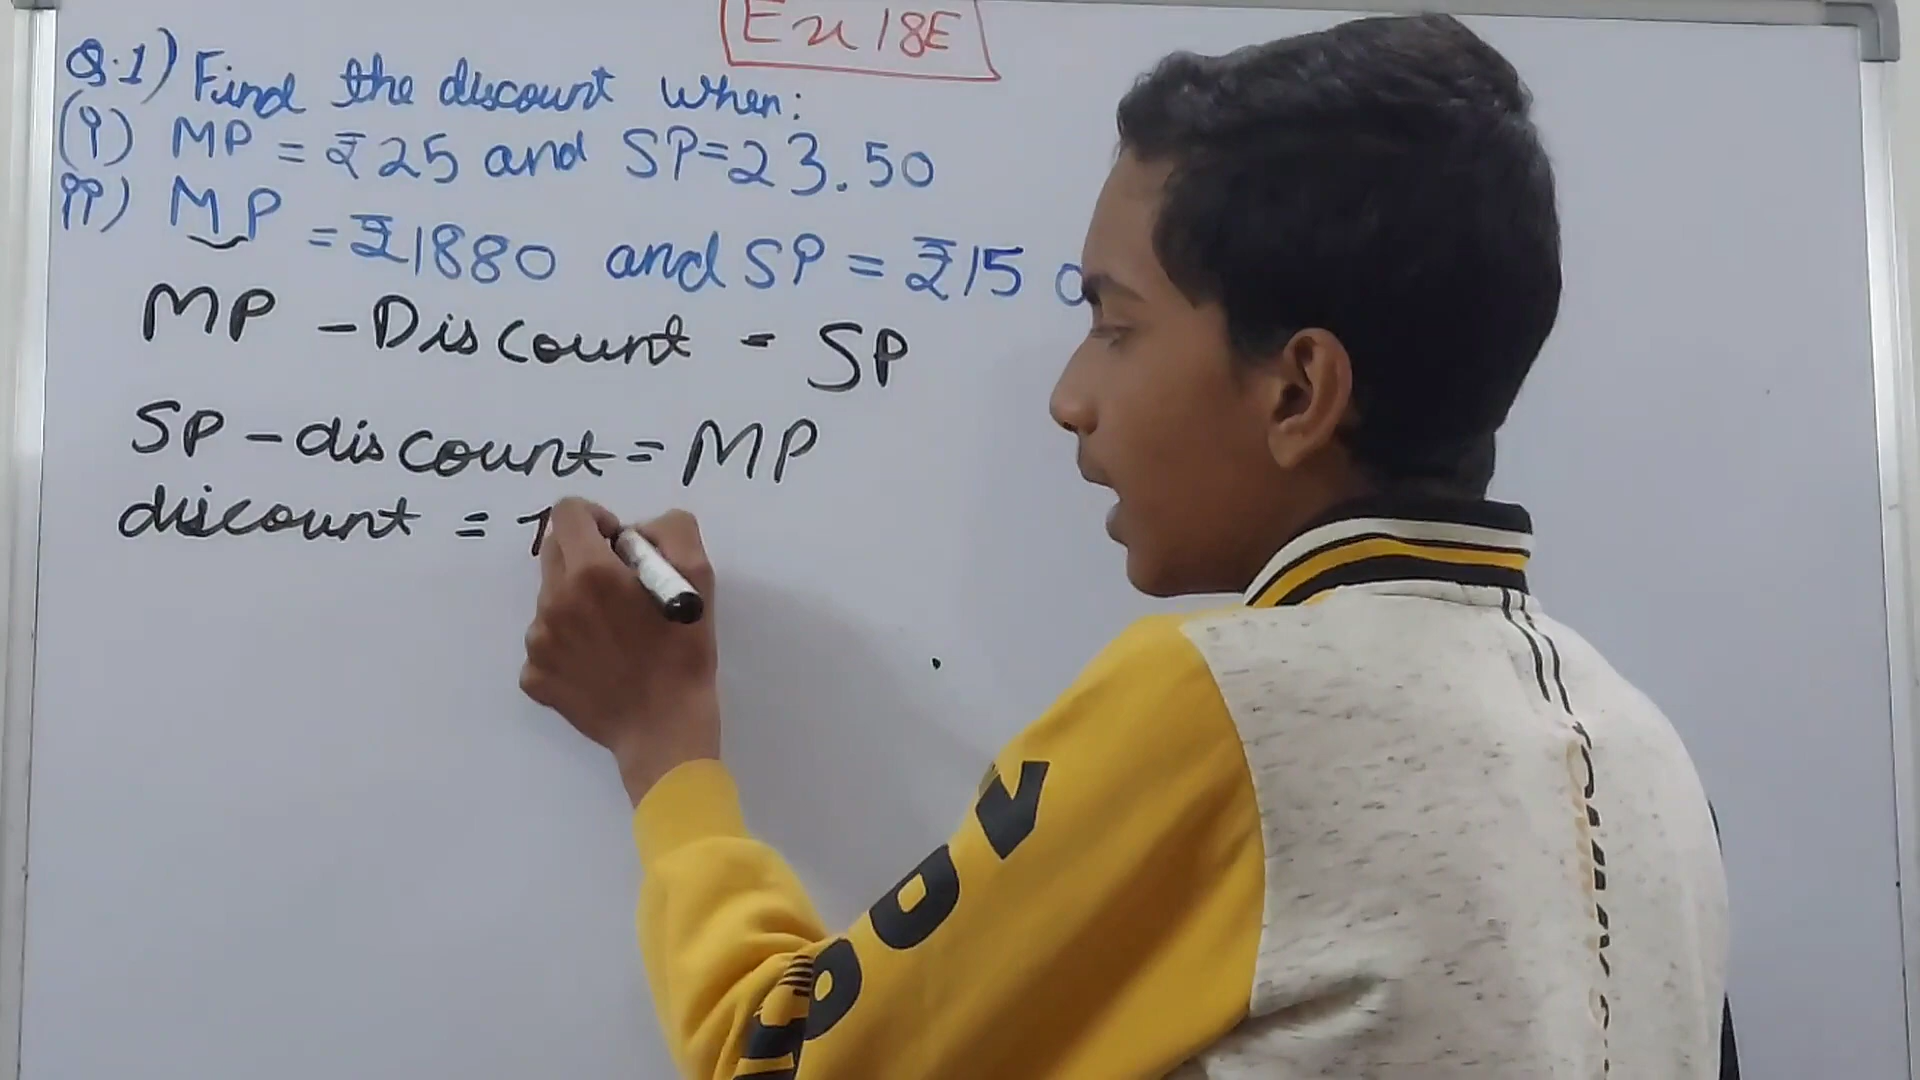 Ex 18E
Q.1) Find the discount when:
(i) MP = ₹25 and SP=23.50
ii) MP = ₹1880 and SP = ₹15
MP - Discount = SP
SP - discount = MP
discount =